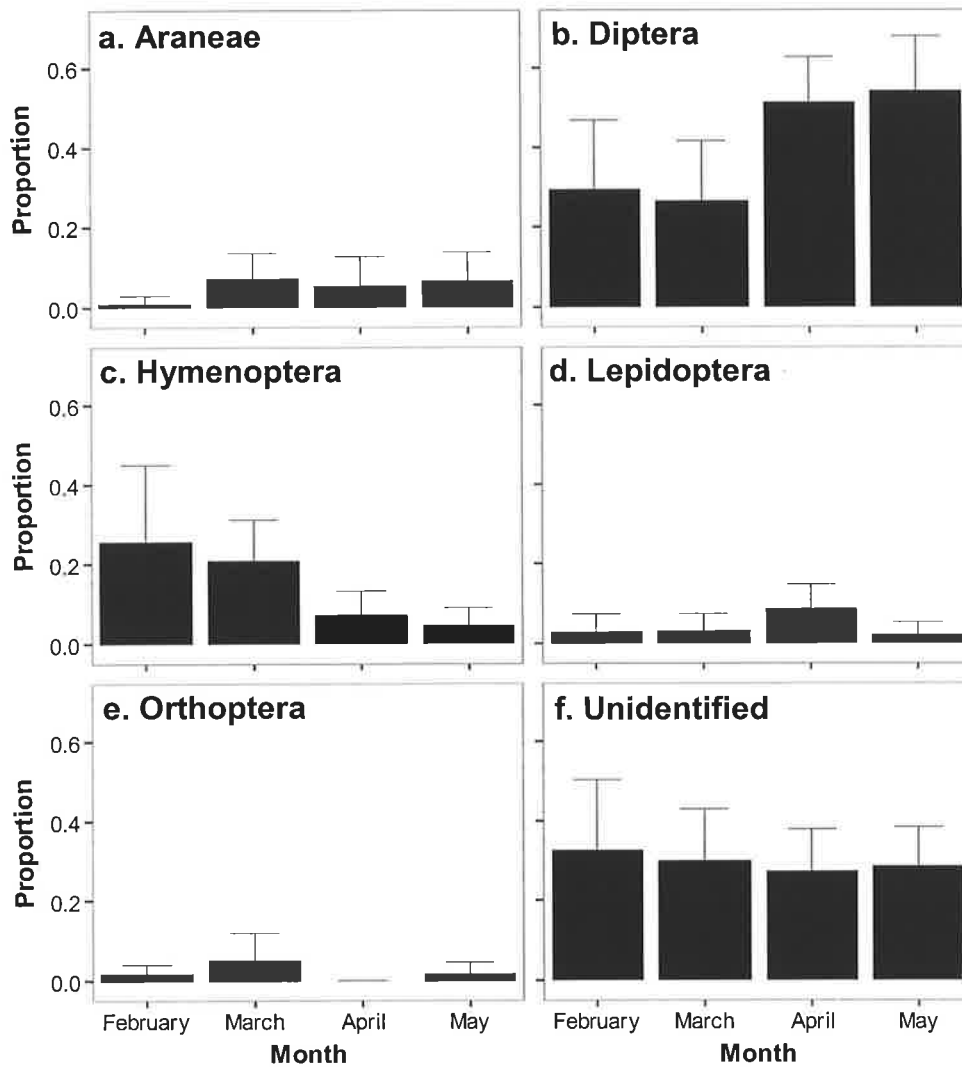 a. Araneae
b. Diptera
Proportion
0.6
0.4
0.2
0.0
c. Hymenoptera
d. Lepidoptera
Proportion
0.6
0.4
0.2
0.0
e. Orthoptera
f. Unidentified
Proportion
0.6
0.4
0.2
0.0
February March April May
February March April May
Month
Month